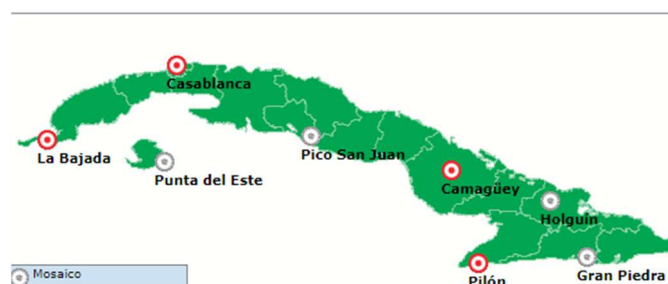 Casablanca
La Bajada
Pico San Juan
Punta del Este
Camagüey
Holguín
Gran Piedra
Pilón
Mosaico